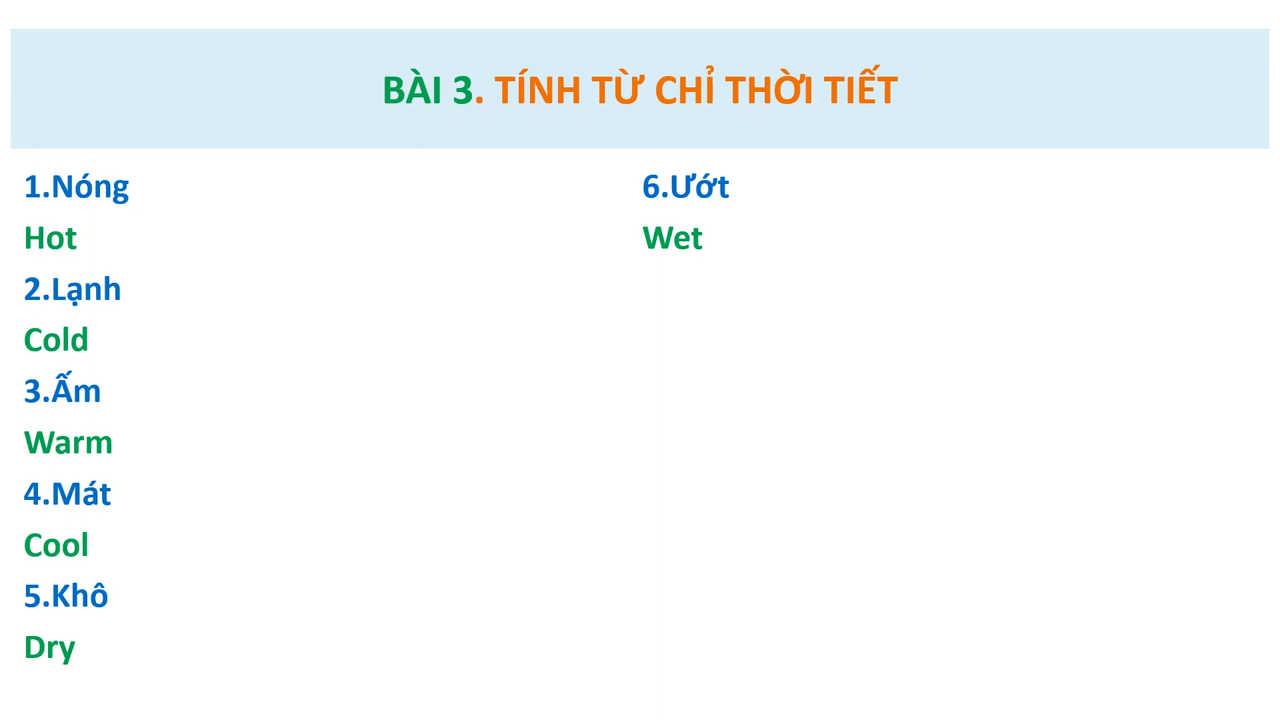 BÀI 3. TÍNH TỪ CHỈ THỜI TIẾT
1.Nóng
Hot
2.Lạnh
Cold
3.Ấm
Warm
4.Mát
Cool
5.Khô
Dry
6.Ướt
Wet